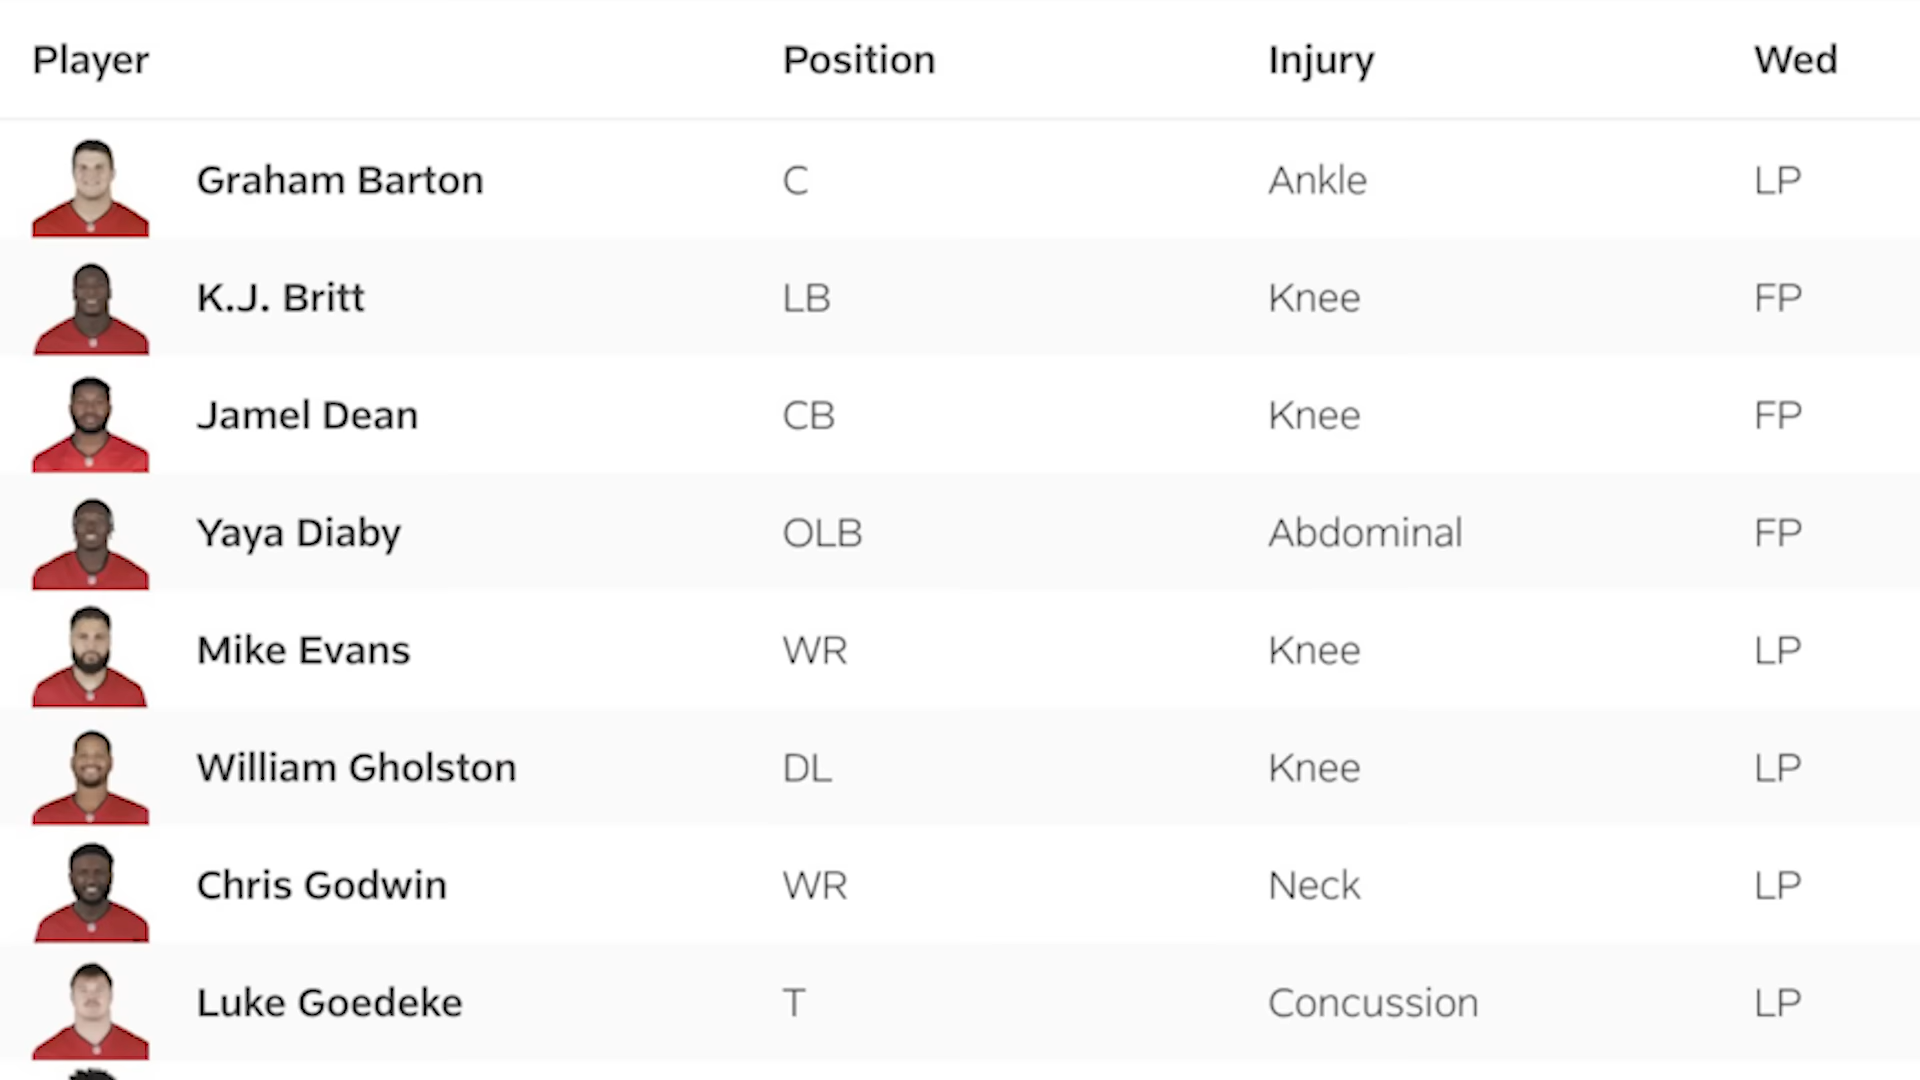 Player Position Injury Wed
Graham Barton C Ankle LP
K.J. Britt LB Knee FP
Jamel Dean CB Knee FP
Yaya Diaby OLB Abdominal FP
Mike Evans WR Knee LP
William Gholston DL Knee LP
Chris Godwin WR Neck LP
Luke Goedeke T Concussion LP